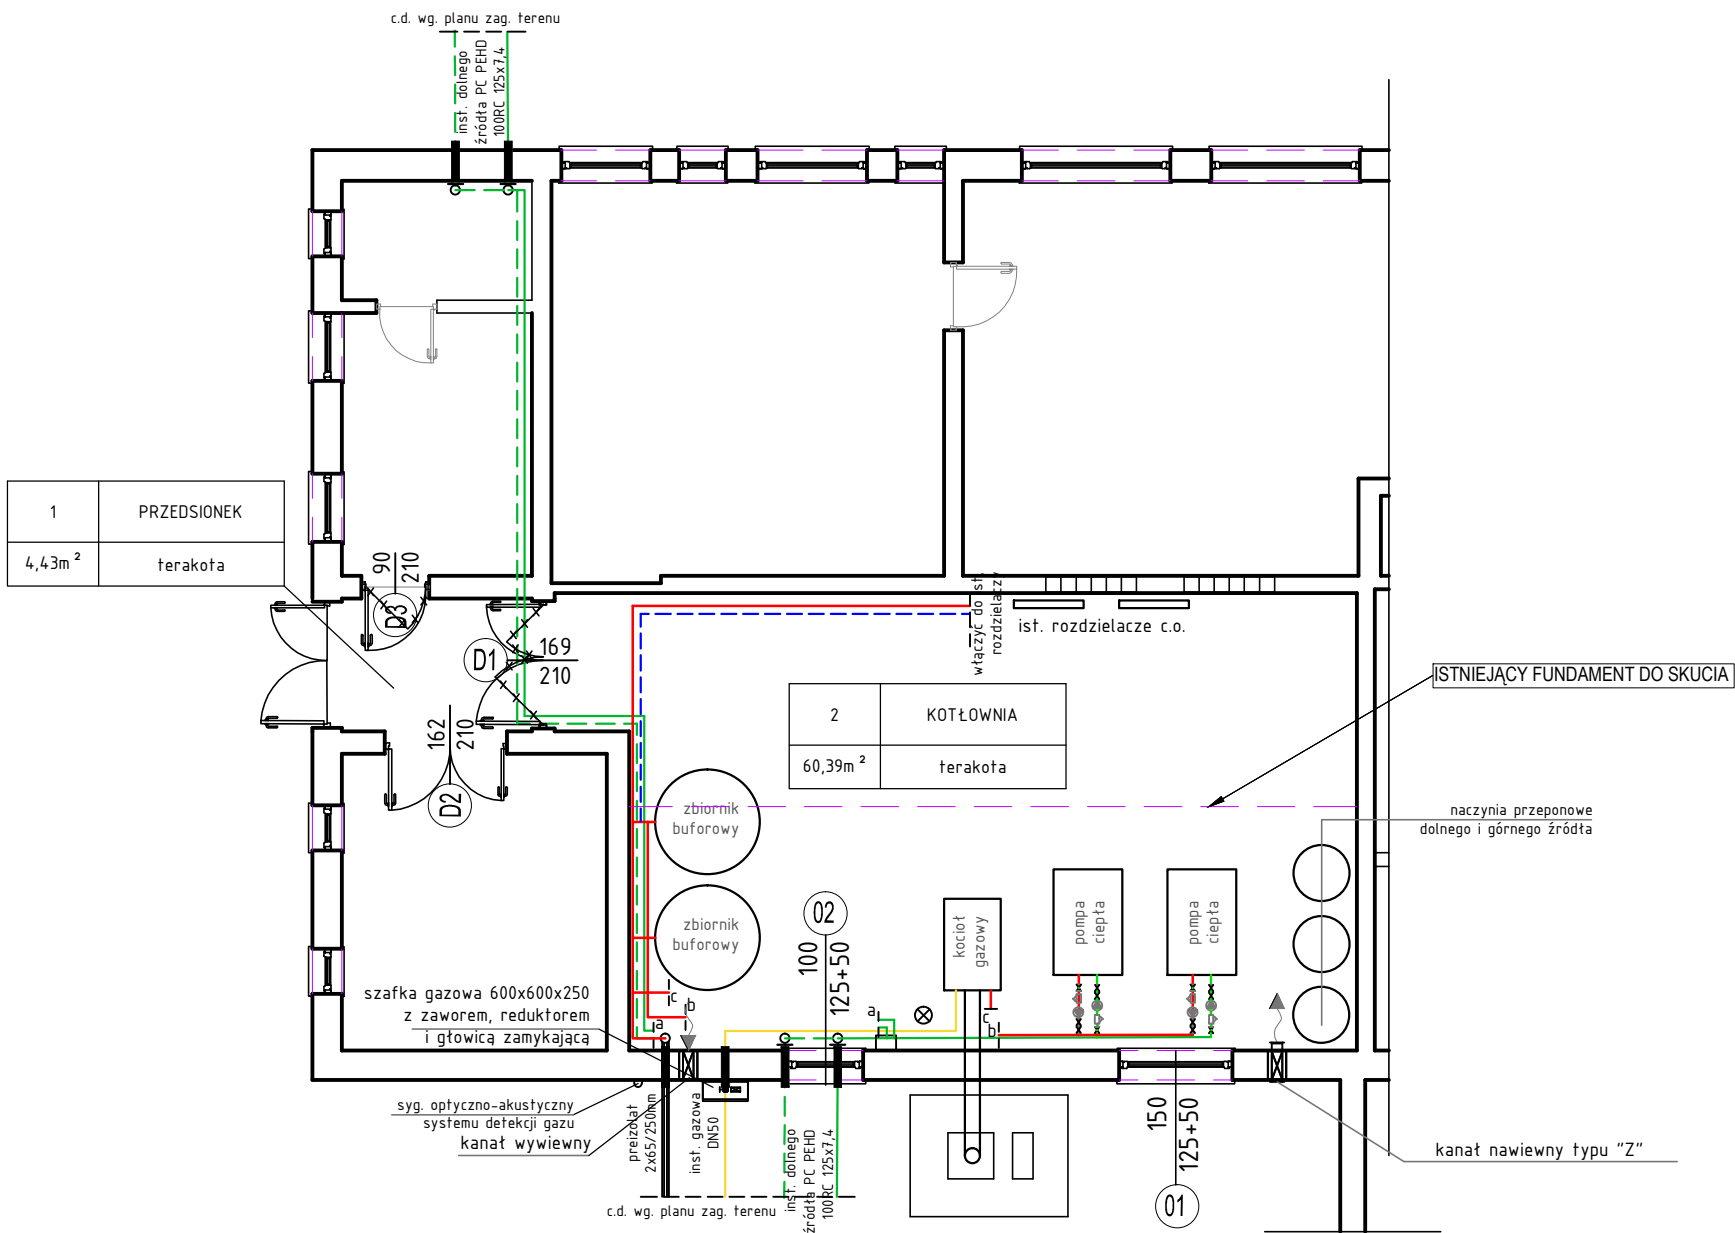 c.d. wg. planu zag. terenu
inst. dolnego
źródła PC PEHD
100RC 125x7,4
1
PRZEDSIONEK
4,43m²
terakota
90
210
D3
D1
169
210
162
210
D2
włączyć do ist.
rozdzielaczy
ist. rozdzielacze c.o.
ISTNIEJĄCY FUNDAMENT DO SKUCIA
2
KOTŁOWNIA
60,39m²
terakota
zbiornik
buforowy
zbiornik
buforowy
naczynia przeponowe
dolnego i górnego źródła
02
100
125+50
kocioł
gazowy
pompa
ciepła
pompa
ciepła
szafka gazowa 600x600x250
z zaworem, reduktorem
i głowicą zamykającą
c
b
a
a
c
b
syg. optyczno-akustyczny
systemu detekcji gazu
kanał wywiewny
preizolat
2x65/250mm
inst. gazowa
DN50
inst. dolnego
źródła PC PEHD
100RC 125x7,4
150
125+50
01
kanał nawiewny typu "Z"
c.d. wg. planu zag. terenu